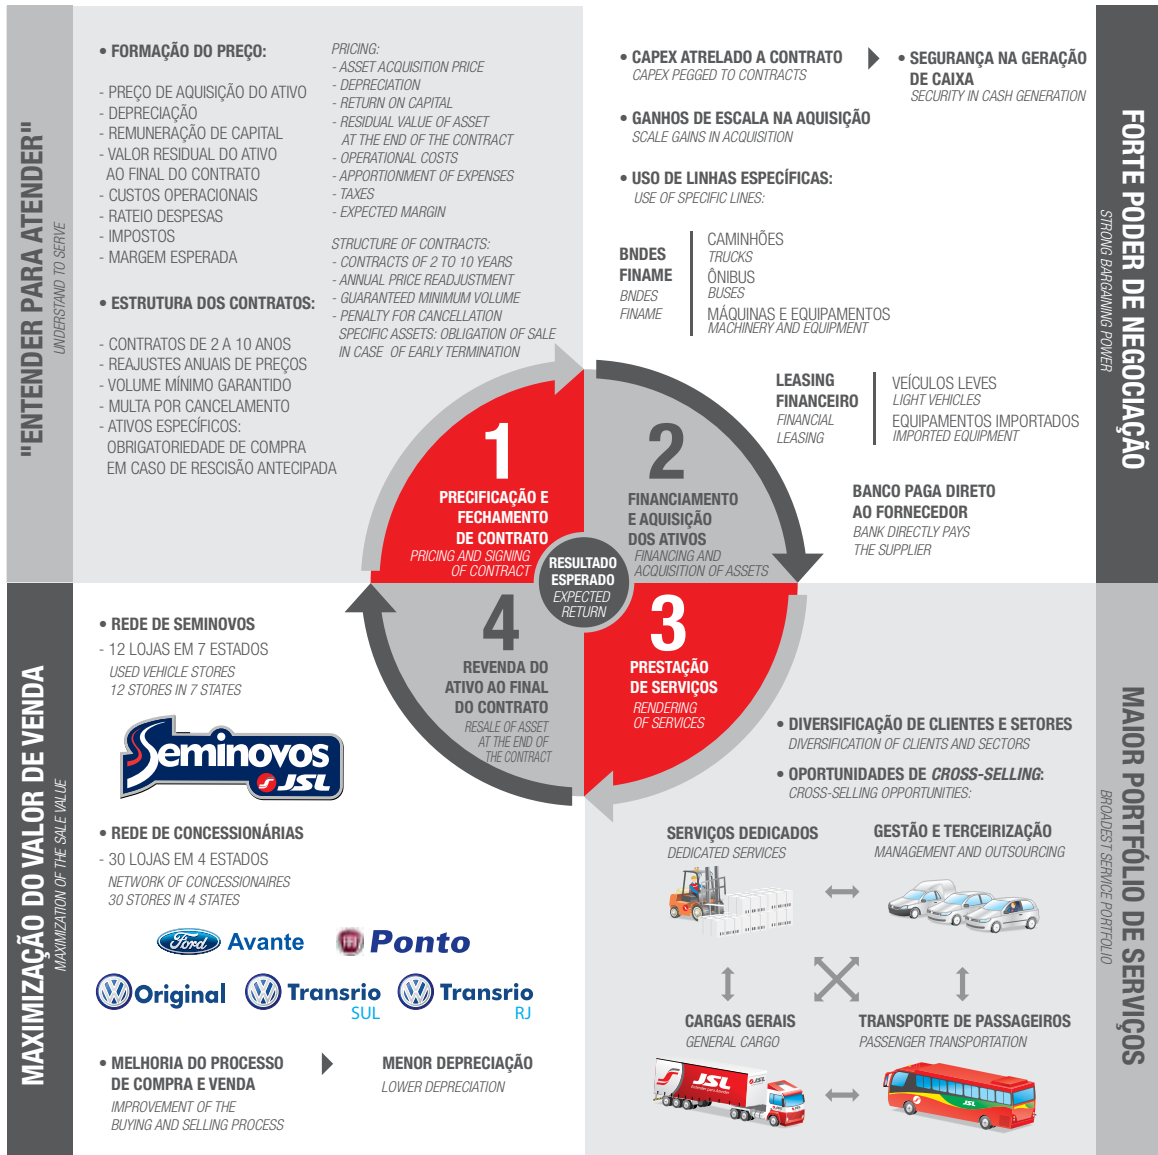 "ENTENDER PARA ATENDER"
UNDERSTAND TO SERVE
• FORMAÇÃO DO PREÇO:
- PREÇO DE AQUISIÇÃO DO ATIVO
- DEPRECIAÇÃO
- REMUNERAÇÃO DE CAPITAL
- VALOR RESIDUAL DO ATIVO
AO FINAL DO CONTRATO
- CUSTOS OPERACIONAIS
- RATEIO DESPESAS
- IMPOSTOS
- MARGEM ESPERADA
• ESTRUTURA DOS CONTRATOS:
- CONTRATOS DE 2 A 10 ANOS
- REAJUSTES ANUAIS DE PREÇOS
- VOLUME MÍNIMO GARANTIDO
- MULTA POR CANCELAMENTO
- ATIVOS ESPECÍFICOS:
OBRIGATORIEDADE DE COMPRA
EM CASO DE RESCISÃO ANTECIPADA
PRICING:
- ASSET ACQUISITION PRICE
- DEPRECIATION
- RETURN ON CAPITAL
- RESIDUAL VALUE OF ASSET
AT THE END OF THE CONTRACT
- OPERATIONAL COSTS
- APPORTIONMENT OF EXPENSES
- TAXES
- EXPECTED MARGIN
STRUCTURE OF CONTRACTS:
- CONTRACTS OF 2 TO 10 YEARS
- ANNUAL PRICE READJUSTMENT
- GUARANTEED MINIMUM VOLUME
- PENALTY FOR CANCELLATION
SPECIFIC ASSETS: OBLIGATION OF SALE
IN CASE OF EARLY TERMINATION
• CAPEX ATRELADO A CONTRATO
CAPEX PEGGED TO CONTRACTS
• SEGURANÇA NA GERAÇÃO
DE CAIXA
SECURITY IN CASH GENERATION
• GANHOS DE ESCALA NA AQUISIÇÃO
SCALE GAINS IN ACQUISITION
• USO DE LINHAS ESPECÍFICAS:
USE OF SPECIFIC LINES:
BNDES
FINAME
BNDES
FINAME
CAMINHÕES
TRUCKS
ÔNIBUS
BUSES
MÁQUINAS E EQUIPAMENTOS
MACHINERY AND EQUIPMENT
LEASING
FINANCEIRO
FINANCIAL
LEASING
VEÍCULOS LEVES
LIGHT VEHICLES
EQUIPAMENTOS IMPORTADOS
IMPORTED EQUIPMENT
BANCO PAGA DIRETO
AO FORNECEDOR
BANK DIRECTLY PAYS
THE SUPPLIER
FORTE PODER DE NEGOCIAÇÃO
STRONG BARGAINING POWER
1
PRECIFICAÇÃO E
FECHAMENTO
DE CONTRATO
PRICING AND SIGNING
OF CONTRACT
2
FINANCIAMENTO
E AQUISIÇÃO
DOS ATIVOS
FINANCING AND
ACQUISITION OF ASSETS
RESULTADO
ESPERADO
EXPECTED
RETURN
4
REVENDA DO
ATIVO AO FINAL
DO CONTRATO
RESALE OF ASSET
AT THE END OF
THE CONTRACT
3
PRESTAÇÃO
DE SERVIÇOS
RENDERING
OF SERVICES
MAXIMIZAÇÃO DO VALOR DE VENDA
MAXIMIZATION OF THE SALE VALUE
• REDE DE SEMINOVOS
- 12 LOJAS EM 7 ESTADOS
USED VEHICLE STORES
12 STORES IN 7 STATES
Seminovos
JSL
• REDE DE CONCESSIONÁRIAS
- 30 LOJAS EM 4 ESTADOS
NETWORK OF CONCESSIONAIRES
30 STORES IN 4 STATES
Ford Avante
FIAT Ponto
VW Original
VW Transrio
SUL
VW Transrio
RJ
• MELHORIA DO PROCESSO
DE COMPRA E VENDA
IMPROVEMENT OF THE
BUYING AND SELLING PROCESS
MENOR DEPRECIAÇÃO
LOWER DEPRECIATION
• DIVERSIFICAÇÃO DE CLIENTES E SETORES
DIVERSIFICATION OF CLIENTS AND SECTORS
• OPORTUNIDADES DE CROSS-SELLING:
CROSS-SELLING OPPORTUNITIES:
SERVIÇOS DEDICADOS
DEDICATED SERVICES
GESTÃO E TERCEIRIZAÇÃO
MANAGEMENT AND OUTSOURCING
CARGAS GERAIS
GENERAL CARGO
JSL
JSL
TRANSPORTE DE PASSAGEIROS
PASSENGER TRANSPORTATION
JSL
MAIOR PORTFÓLIO DE SERVIÇOS
BROADEST SERVICE PORTFOLIO